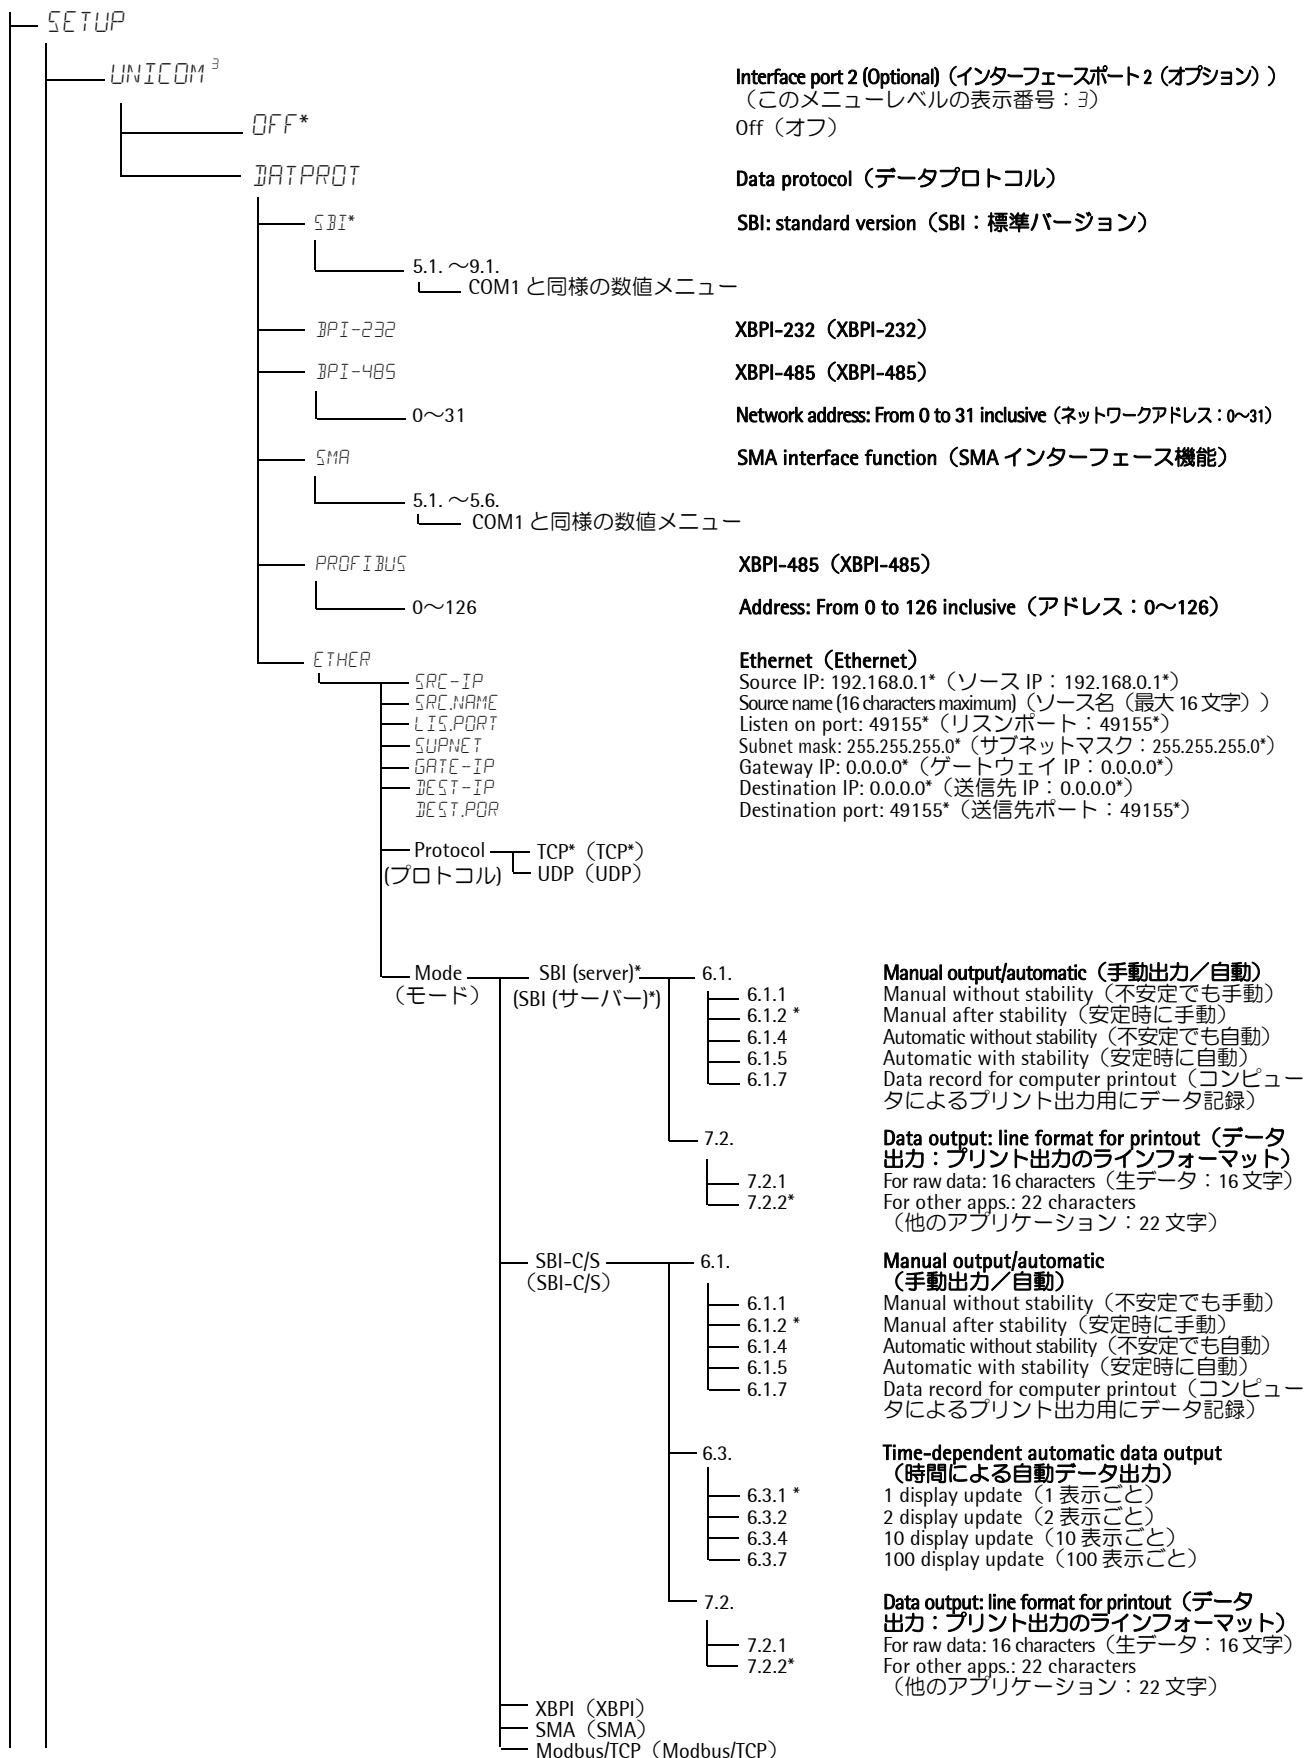 SETUP
UNICOM 3 Interface port 2 (Optional)（インターフェースポート 2（オプション））
（このメニューレベルの表示番号：3）
OFF* Off（オフ）
DATPROT Data protocol（データプロトコル）
SBI* SBI: standard version（SBI：標準バージョン）
5.1. ～9.1.
COM1 と同様の数値メニュー
BPI-232 XBPI-232（XBPI-232）
BPI-485 XBPI-485（XBPI-485）
0～31 Network address: From 0 to 31 inclusive（ネットワークアドレス：0～31）
SMA SMA interface function（SMA インターフェース機能）
5.1. ～5.6.
COM1 と同様の数値メニュー
PROFIBUS XBPI-485（XBPI-485）
0～126 Address: From 0 to 126 inclusive（アドレス：0～126）
ETHER Ethernet（Ethernet）
SRC-IP Source IP: 192.168.0.1*（ソース IP：192.168.0.1*）
SRC.NAME Source name (16 characters maximum)（ソース名（最大 16 文字））
LIS.PORT Listen on port: 49155*（リスンポート：49155*）
SUPNET Subnet mask: 255.255.255.0*（サブネットマスク：255.255.255.0*）
GATE-IP Gateway IP: 0.0.0.0*（ゲートウェイ IP：0.0.0.0*）
DEST-IP Destination IP: 0.0.0.0*（送信先 IP：0.0.0.0*）
DEST.POR Destination port: 49155*（送信先ポート：49155*）
Protocol TCP*（TCP*）
(プロトコル) UDP（UDP）
Mode SBI (server)* 6.1. Manual output/automatic（手動出力／自動）
（モード） (SBI (サーバー)*) 6.1.1 Manual without stability（不安定でも手動）
6.1.2 * Manual after stability（安定時に手動）
6.1.4 Automatic without stability（不安定でも自動）
6.1.5 Automatic with stability（安定時に自動）
6.1.7 Data record for computer printout（コンピュー
タによるプリント出力用にデータ記録）
7.2. Data output: line format for printout（データ
出力：プリント出力のラインフォーマット）
7.2.1 For raw data: 16 characters（生データ：16 文字）
7.2.2* For other apps.: 22 characters
（他のアプリケーション：22 文字）
SBI-C/S 6.1. Manual output/automatic
（SBI-C/S） （手動出力／自動）
6.1.1 Manual without stability（不安定でも手動）
6.1.2 * Manual after stability（安定時に手動）
6.1.4 Automatic without stability（不安定でも自動）
6.1.5 Automatic with stability（安定時に自動）
6.1.7 Data record for computer printout（コンピュー
タによるプリント出力用にデータ記録）
6.3. Time-dependent automatic data output
（時間による自動データ出力）
6.3.1 * 1 display update（1 表示ごと）
6.3.2 2 display update（2 表示ごと）
6.3.4 10 display update（10 表示ごと）
6.3.7 100 display update（100 表示ごと）
7.2. Data output: line format for printout（データ
出力：プリント出力のラインフォーマット）
7.2.1 For raw data: 16 characters（生データ：16 文字）
7.2.2* For other apps.: 22 characters
（他のアプリケーション：22 文字）
XBPI（XBPI）
SMA（SMA）
Modbus/TCP（Modbus/TCP）